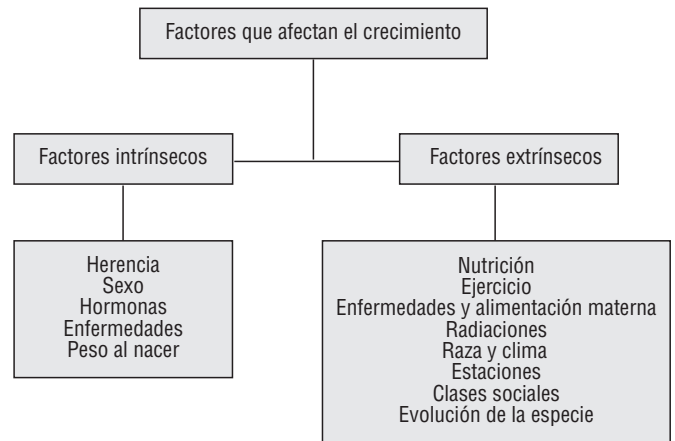 Factores que afectan el crecimiento
Factores intrínsecos
Factores extrínsecos
Herencia
Sexo
Hormonas
Enfermedades
Peso al nacer
Nutrición
Ejercicio
Enfermedades y alimentación materna
Radiaciones
Raza y clima
Estaciones
Clases sociales
Evolución de la especie